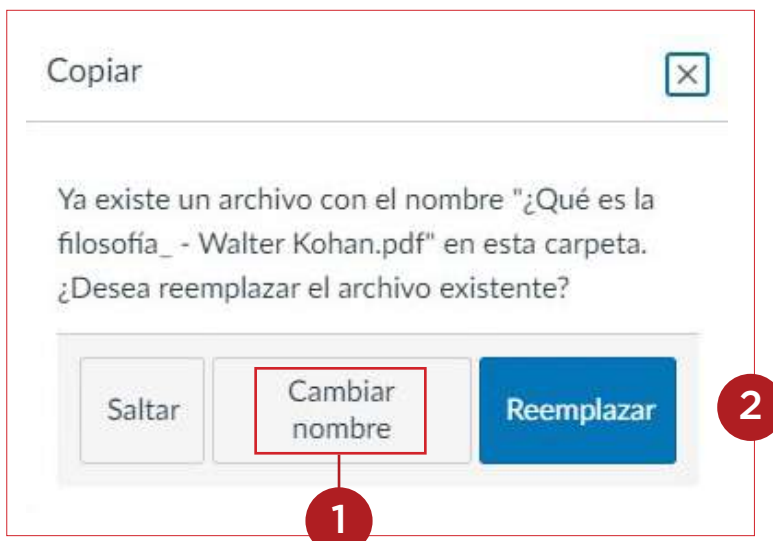 Copiar
Ya existe un archivo con el nombre "¿Qué es la
filosofía_ - Walter Kohan.pdf" en esta carpeta.
¿Desea reemplazar el archivo existente?
Saltar
Cambiar
nombre
Reemplazar
2
1